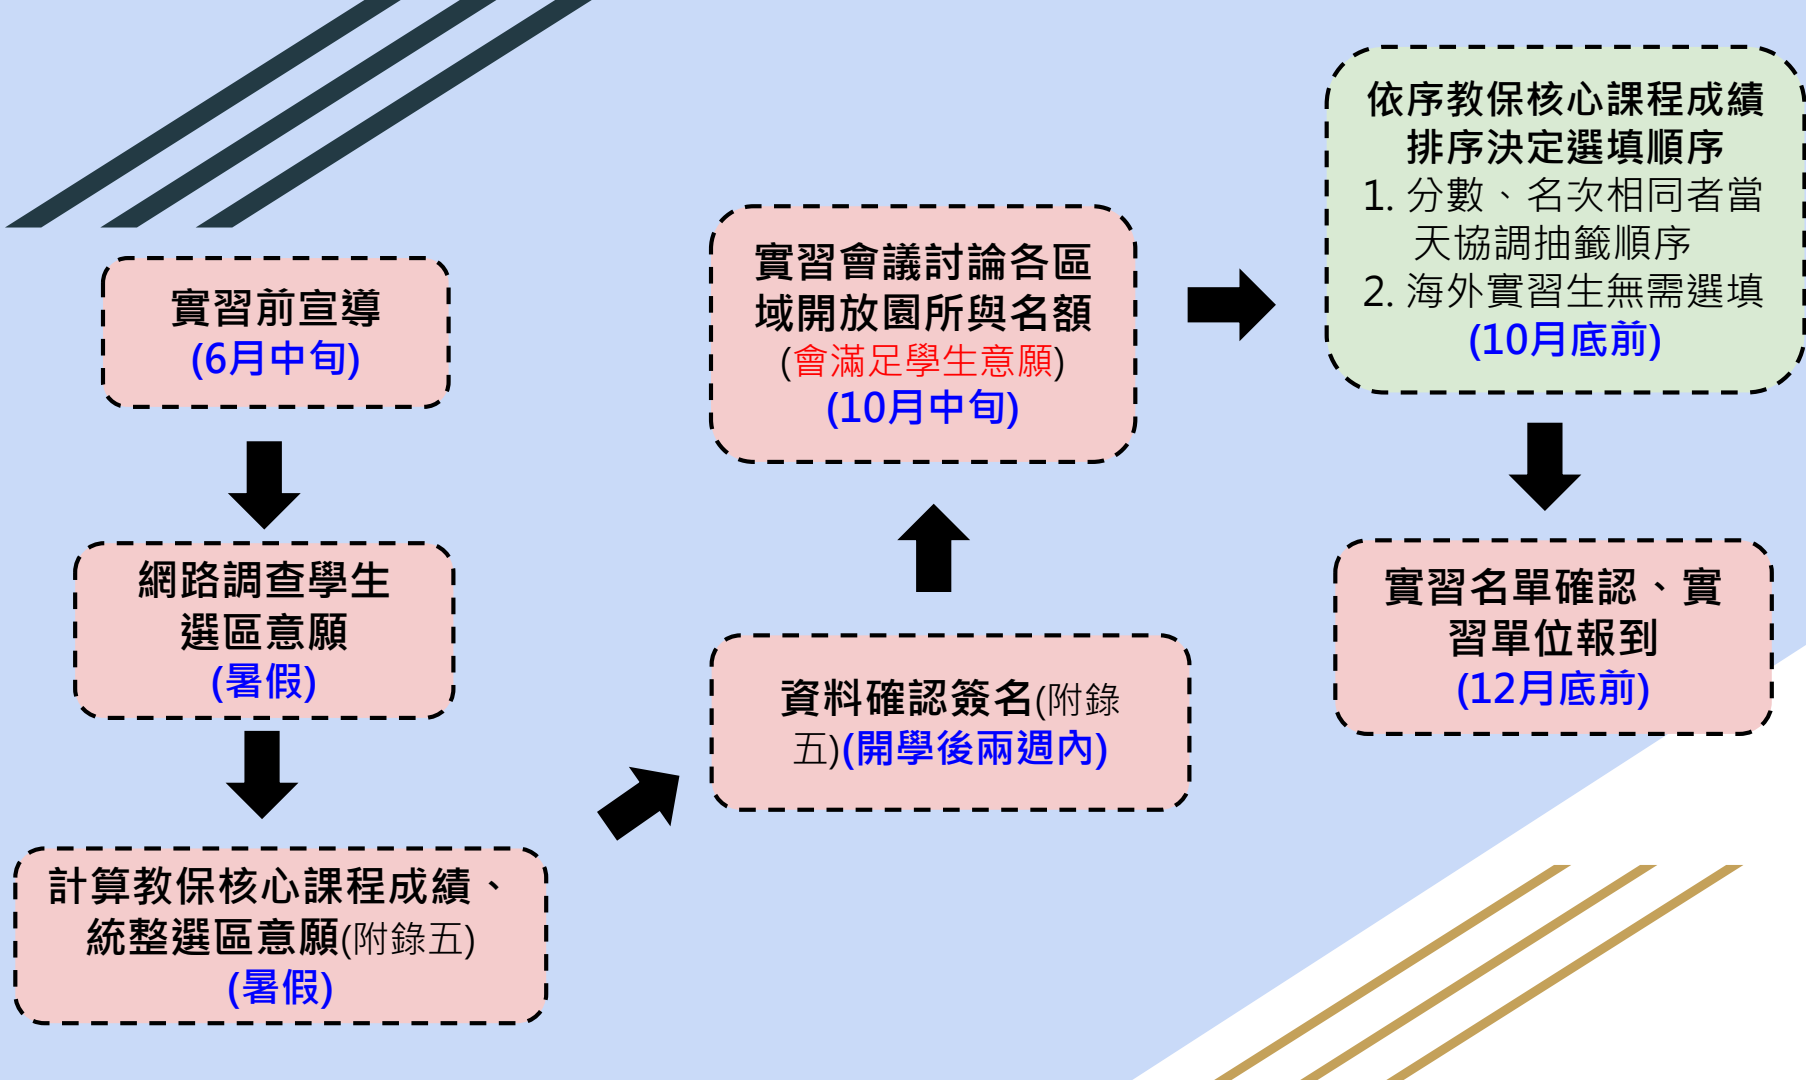 實習前宣導
(6月中旬)
網路調查學生
選區意願
(暑假)
計算教保核心課程成績、
統整選區意願(附錄五)
(暑假)
資料確認簽名(附錄
五)(開學後兩週內)
實習會議討論各區
域開放園所與名額
(會滿足學生意願)
(10月中旬)
依序教保核心課程成績
排序決定選填順序
1. 分數、名次相同者當
天協調抽籤順序
2. 海外實習生無需選填
(10月底前)
實習名單確認、實
習單位報到
(12月底前)